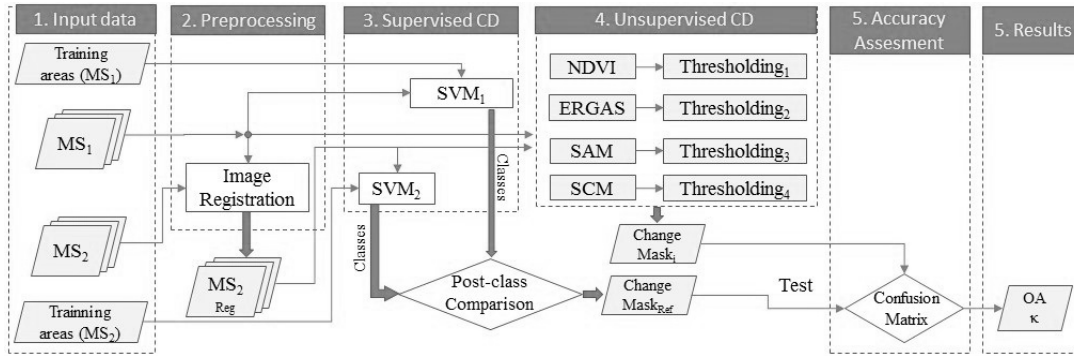 1. Input data
2. Preprocessing
3. Supervised CD
4. Unsupervised CD
5. Accuracy
Assesment
5. Results
Training
areas (MS₁)
MS₁
MS₂
Trainning
areas (MS₂)
Image
Registration
MS₂
Reg
SVM₁
SVM₂
Classes
Classes
Post-class
Comparison
NDVI
Thresholding₁
ERGAS
Thresholding₂
SAM
Thresholding₃
SCM
Thresholding₄
Change
Maskᵢ
Change
Mask_Ref
Test
Confusion
Matrix
OA
κ